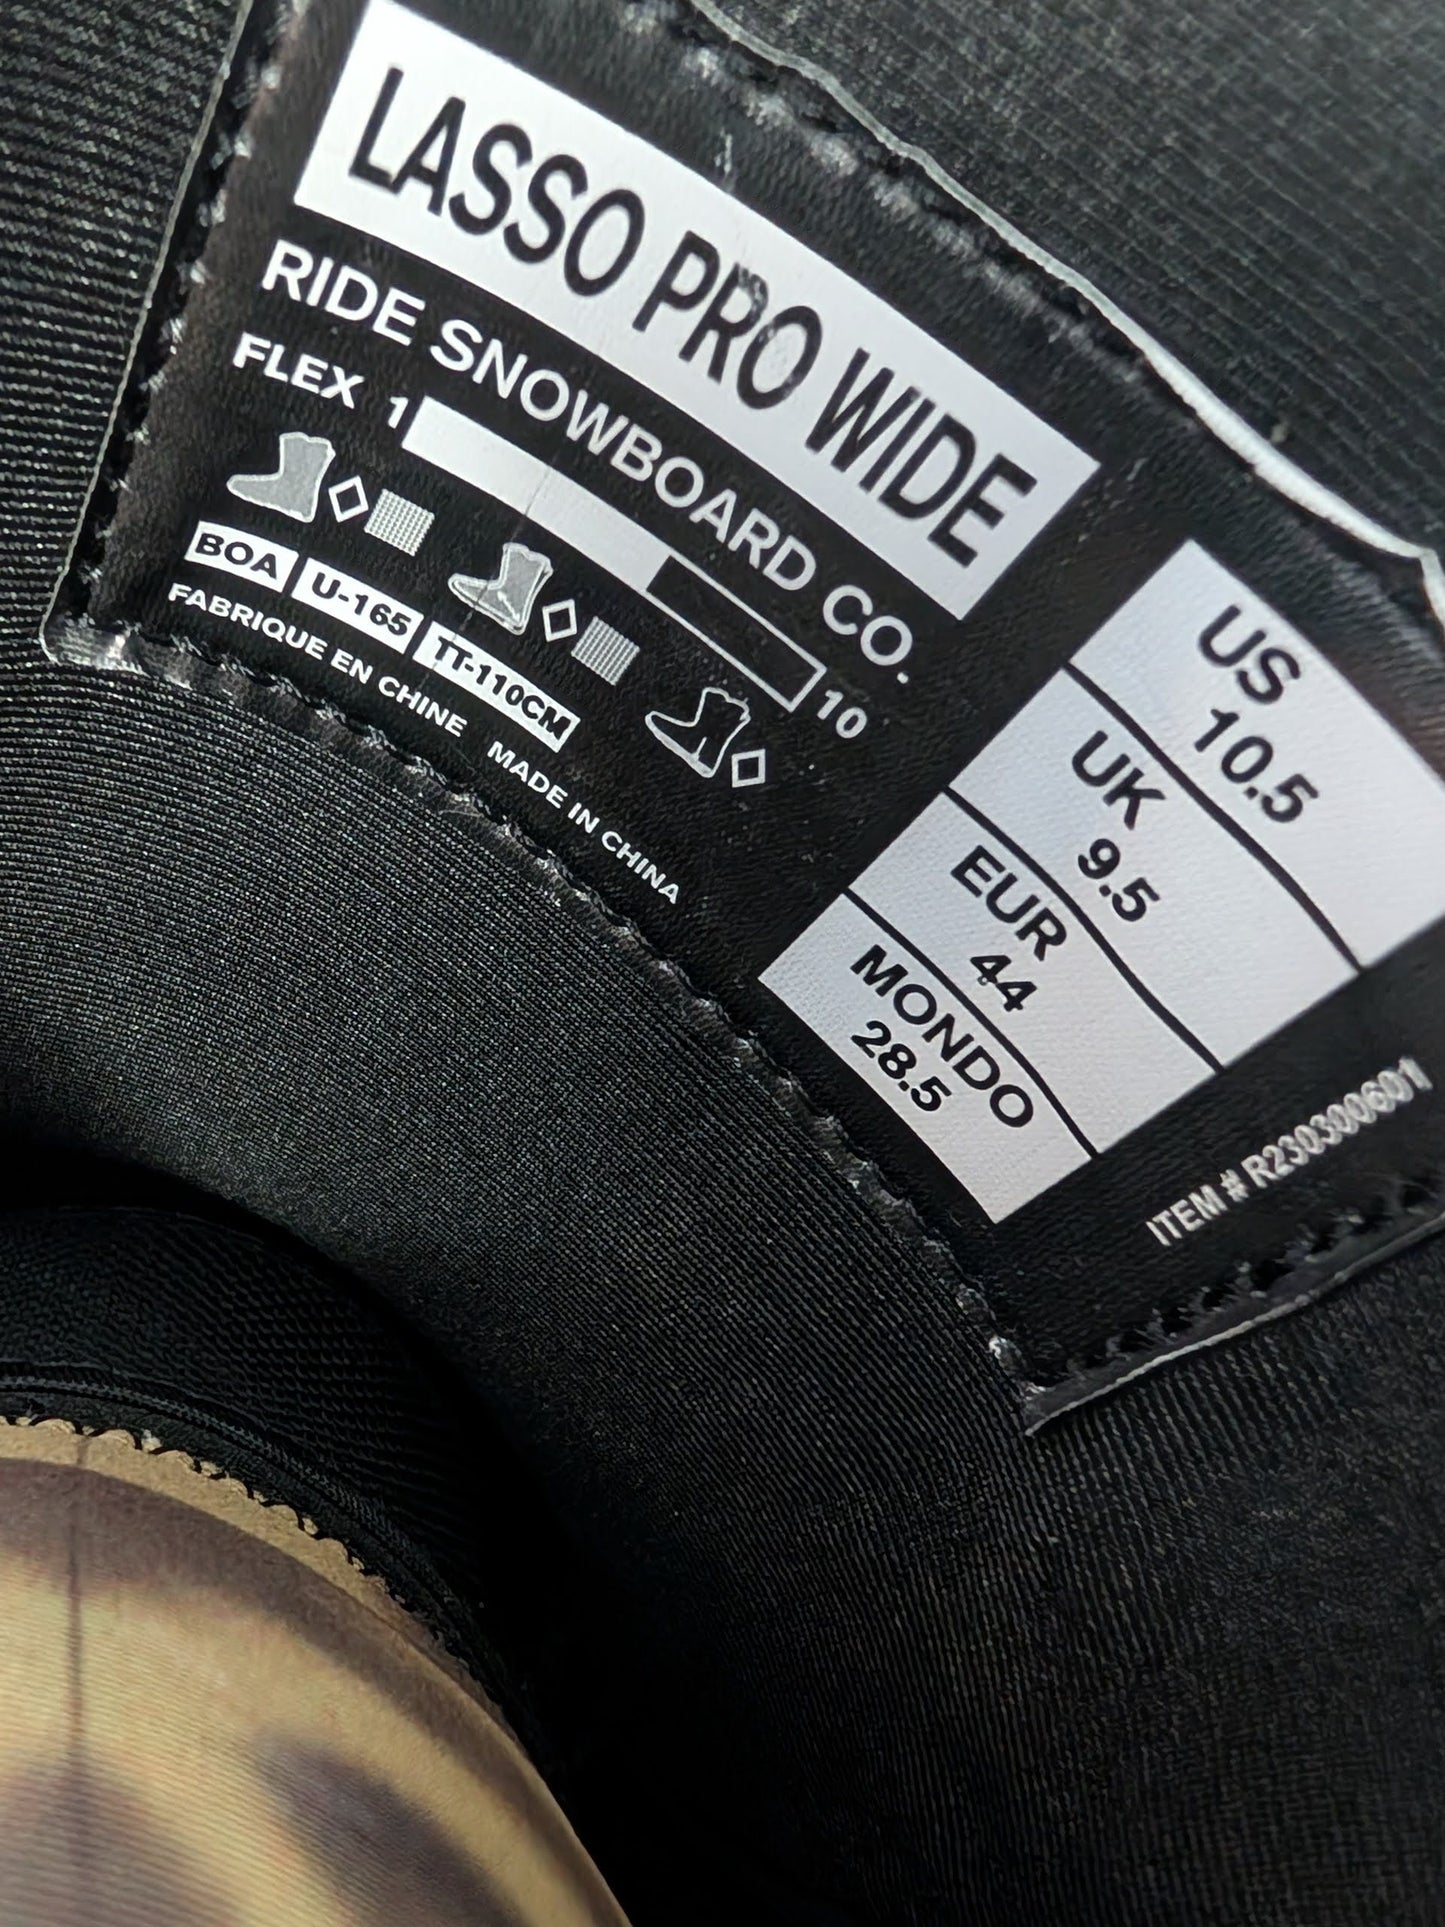 LASSO PRO WIDE
RIDE SNOWBOARD CO.
FLEX 1 10
BOA U-165 TT-110CM
FABRIQUE EN CHINE MADE IN CHINA
US
10.5
UK
9.5
EUR
44
MONDO
28.5
ITEM # R230300601